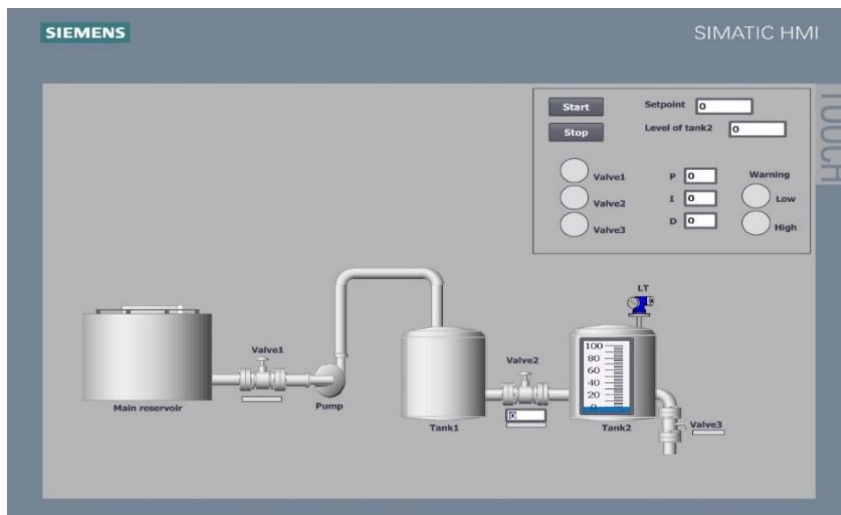 SIEMENS
SIMATIC HMI
TOUCH
Start
Setpoint 0
Stop
Level of tank2 0
Valve1
Valve2
Valve3
P 0
I 0
D 0
Warning
Low
High
LT
Valve1
Valve2
100
80
60
40
20
0
Main reservoir
Pump
0
Tank1
Tank2
Valve3